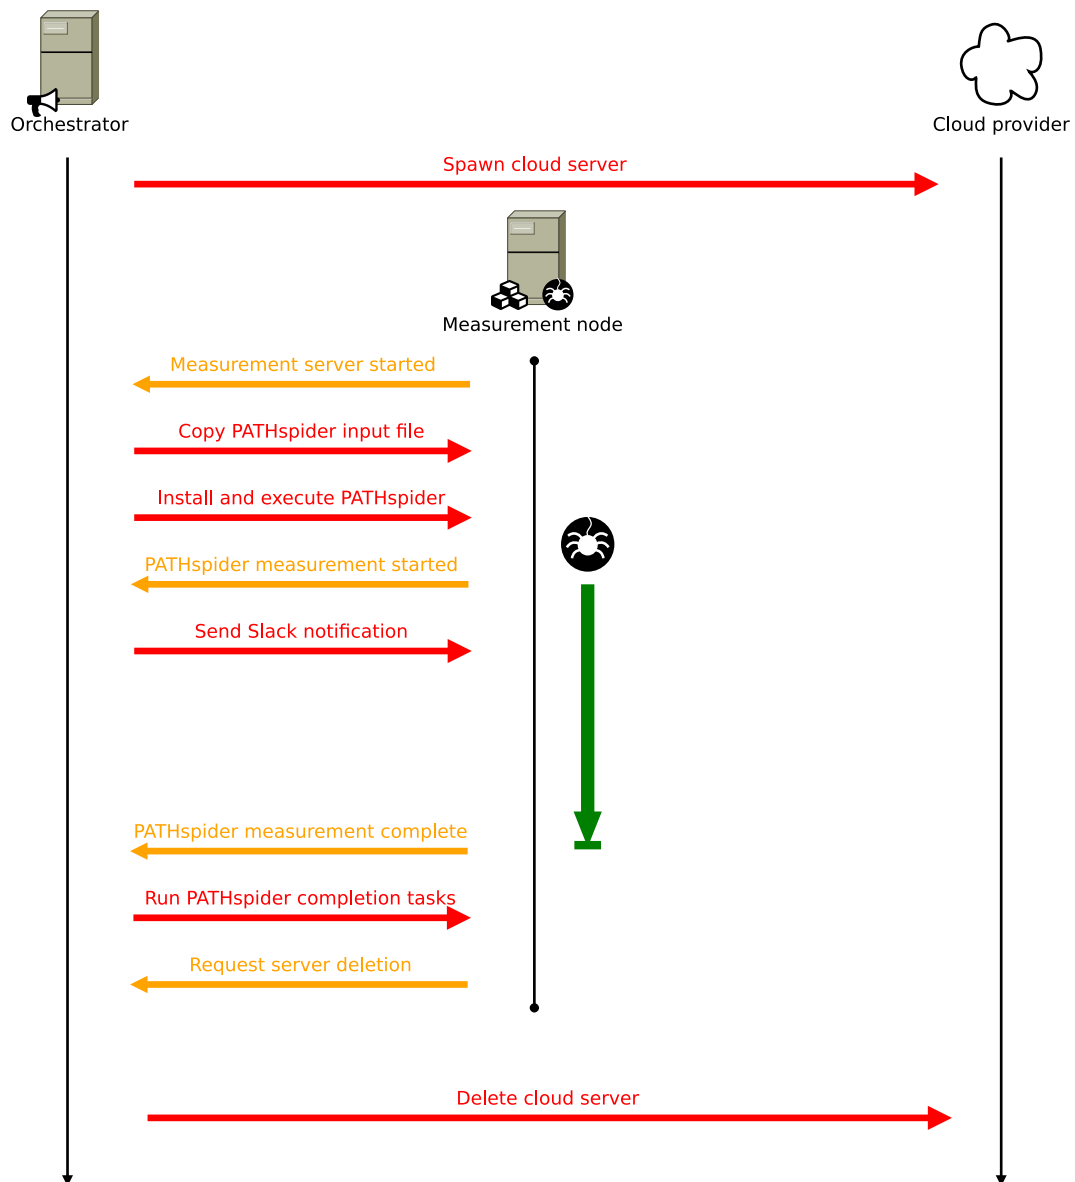 Orchestrator
Cloud provider
Spawn cloud server
Measurement node
Measurement server started
Copy PATHspider input file
Install and execute PATHspider
PATHspider measurement started
Send Slack notification
PATHspider measurement complete
Run PATHspider completion tasks
Request server deletion
Delete cloud server